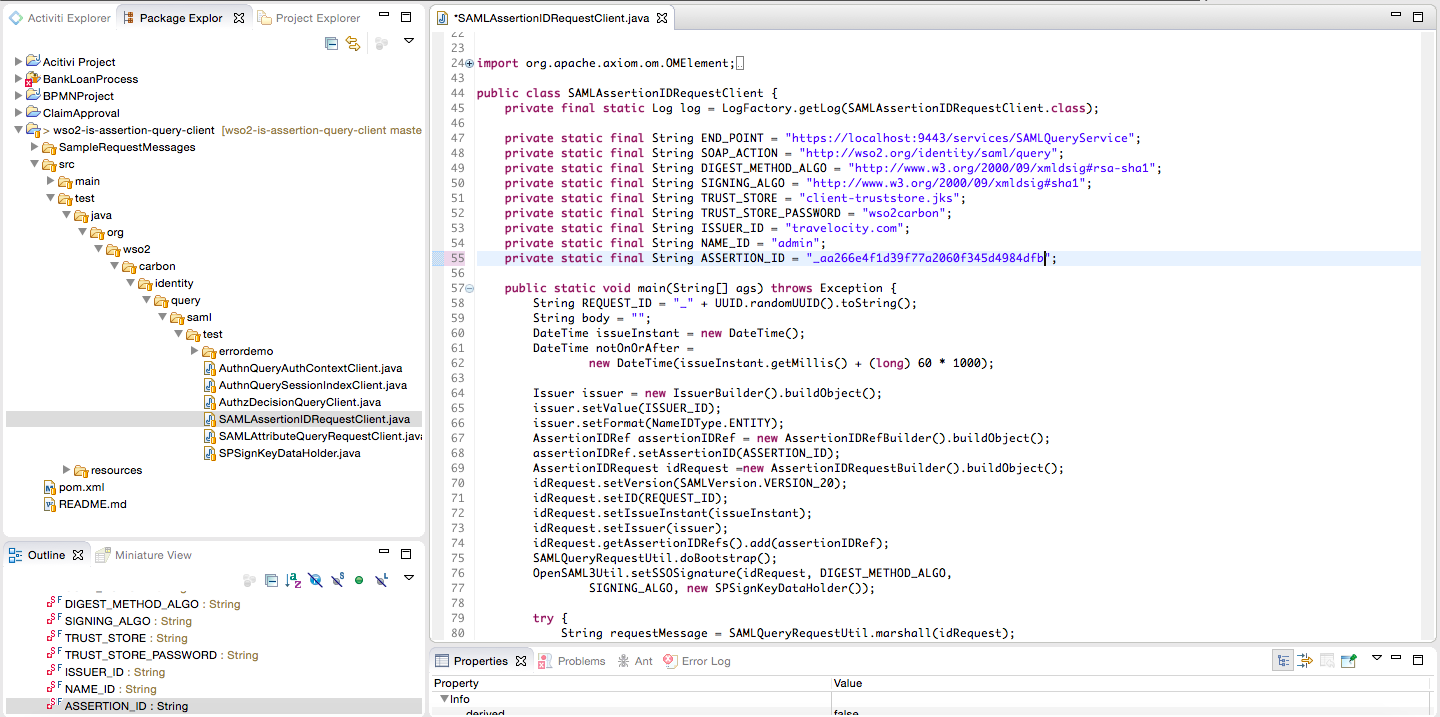 Activiti Explorer
Package Explor
Project Explorer
Acitivi Project
BankLoanProcess
BPMNProject
ClaimApproval
> wso2-is-assertion-query-client [wso2-is-assertion-query-client maste
SampleRequestMessages
src
main
test
java
org
wso2
carbon
identity
query
saml
test
errordemo
AuthnQueryAuthContextClient.java
AuthnQuerySessionIndexClient.java
AuthzDecisionQueryClient.java
SAMLAssertionIDRequestClient.java
SAMLAttributeQueryRequestClient.java
SPSignKeyDataHolder.java
resources
pom.xml
README.md
Outline
Miniature View
DIGEST_METHOD_ALGO : String
SIGNING_ALGO : String
TRUST_STORE : String
TRUST_STORE_PASSWORD : String
ISSUER_ID : String
NAME_ID : String
ASSERTION_ID : String
*SAMLAssertionIDRequestClient.java
22
23
24 import org.apache.axiom.om.OMElement;
43
44 public class SAMLAssertionIDRequestClient {
45 private final static Log log = LogFactory.getLog(SAMLAssertionIDRequestClient.class);
46
47 private static final String END_POINT = "https://localhost:9443/services/SAMLQueryService";
48 private static final String SOAP_ACTION = "http://wso2.org/identity/saml/query";
49 private static final String DIGEST_METHOD_ALGO = "http://www.w3.org/2000/09/xmldsig#rsa-sha1";
50 private static final String SIGNING_ALGO = "http://www.w3.org/2000/09/xmldsig#sha1";
51 private static final String TRUST_STORE = "client-truststore.jks";
52 private static final String TRUST_STORE_PASSWORD = "wso2carbon";
53 private static final String ISSUER_ID = "travelocity.com";
54 private static final String NAME_ID = "admin";
55 private static final String ASSERTION_ID = "_aa266e4f1d39f77a2060f345d4984dfb";
56
57 public static void main(String[] ags) throws Exception {
58 String REQUEST_ID = "_" + UUID.randomUUID().toString();
59 String body = "";
60 DateTime issueInstant = new DateTime();
61 DateTime notOnOrAfter =
62 new DateTime(issueInstant.getMillis() + (long) 60 * 1000);
63
64 Issuer issuer = new IssuerBuilder().buildObject();
65 issuer.setValue(ISSUER_ID);
66 issuer.setFormat(NameIDType.ENTITY);
67 AssertionIDRef assertionIDRef = new AssertionIDRefBuilder().buildObject();
68 assertionIDRef.setAssertionID(ASSERTION_ID);
69 AssertionIDRequest idRequest =new AssertionIDRequestBuilder().buildObject();
70 idRequest.setVersion(SAMLVersion.VERSION_20);
71 idRequest.setID(REQUEST_ID);
72 idRequest.setIssueInstant(issueInstant);
73 idRequest.setIssuer(issuer);
74 idRequest.getAssertionIDRefs().add(assertionIDRef);
75 SAMLQueryRequestUtil.doBootstrap();
76 OpenSAML3Util.setSSOSignature(idRequest, DIGEST_METHOD_ALGO,
77 SIGNING_ALGO, new SPSignKeyDataHolder());
78
79 try {
80 String requestMessage = SAMLQueryRequestUtil.marshall(idRequest);
Properties
Problems
Ant
Error Log
Property Value
Info
derived false